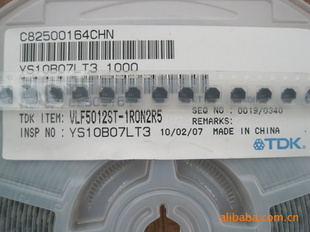 C82500164CHN
YS10B07LT3 1000
TDK ITEM: VLF5012ST-1R0N2R5
SEQ NO : 0019/0340
INSP NO : YS10B07LT3 10/02/07
REMARKS:
MADE IN CHINA
TDK
alibaba.com.cn